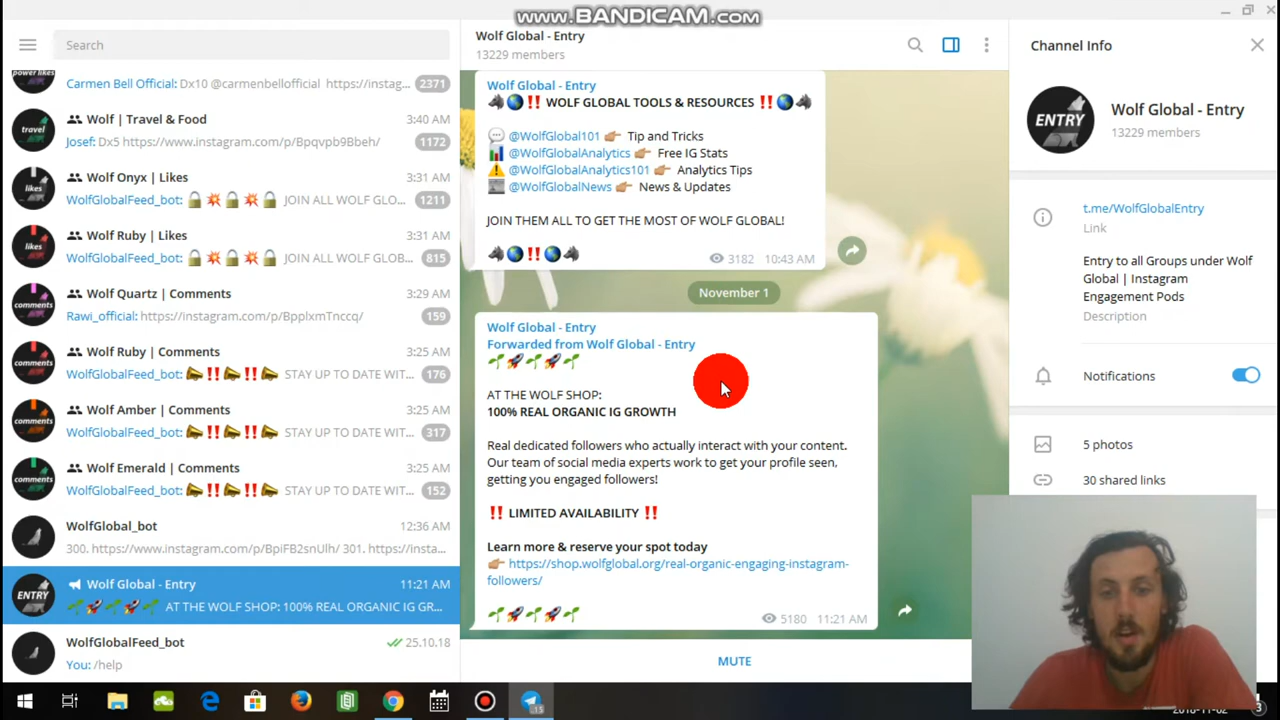 www.BANDICAM.com
Search
Carmen Bell Official: Dx10 @carmenbellofficial https://instag...
2371
Wolf | Travel & Food
3:40 AM
Josef: Dx5 https://www.instagram.com/p/Bpqvpb9Bbeh/
1172
travel
Wolf Onyx | Likes
3:31 AM
WolfGlobalFeed_bot: 🔒 💥 🔒 💥 🔒 JOIN ALL WOLF GLO...
1211
likes
Wolf Ruby | Likes
3:31 AM
WolfGlobalFeed_bot: 🔒 💥 🔒 💥 🔒 JOIN ALL WOLF GLOB...
815
likes
Wolf Quartz | Comments
3:29 AM
Rawi_official: https://instagram.com/p/BpplxmTnccq/
159
comments
Wolf Ruby | Comments
3:25 AM
WolfGlobalFeed_bot: 📣‼️📣‼️📣 STAY UP TO DATE WIT...
176
comments
Wolf Amber | Comments
3:25 AM
WolfGlobalFeed_bot: 📣‼️📣‼️📣 STAY UP TO DATE WIT...
317
comments
Wolf Emerald | Comments
3:25 AM
WolfGlobalFeed_bot: 📣‼️📣‼️📣 STAY UP TO DATE WIT...
152
comments
WolfGlobal_bot
12:36 AM
300. https://www.instagram.com/p/BpiFB2snUlh/ 301. https://insta...
Wolf Global - Entry
11:21 AM
🌱🚀🌱🚀🌱 AT THE WOLF SHOP: 100% REAL ORGANIC IG GR...
ENTRY
WolfGlobalFeed_bot
25.10.18
You: /help
Wolf Global - Entry
13229 members
Wolf Global - Entry
🐺🌎‼️ WOLF GLOBAL TOOLS & RESOURCES ‼️🌎🐺
💬 @WolfGlobal101 👉🏼 Tip and Tricks
📊 @WolfGlobalAnalytics 👉🏼 Free IG Stats
⚠️ @WolfGlobalAnalytics101 👉🏼 Analytics Tips
📰 @WolfGlobalNews 👉🏼 News & Updates
JOIN THEM ALL TO GET THE MOST OF WOLF GLOBAL!
🐺🌎‼️🌎🐺
3182 10:43 AM
November 1
Wolf Global - Entry
Forwarded from Wolf Global - Entry
🌱🚀🌱🚀🌱
AT THE WOLF SHOP:
100% REAL ORGANIC IG GROWTH
Real dedicated followers who actually interact with your content.
Our team of social media experts work to get your profile seen,
getting you engaged followers!
‼️ LIMITED AVAILABILITY ‼️
Learn more & reserve your spot today
👉🏼 https://shop.wolfglobal.org/real-organic-engaging-instagram-
followers/
🌱🚀🌱🚀🌱
5180 11:21 AM
MUTE
Channel Info
ENTRY
Wolf Global - Entry
13229 members
t.me/WolfGlobalEntry
Link
Entry to all Groups under Wolf
Global | Instagram
Engagement Pods
Description
Notifications
5 photos
30 shared links